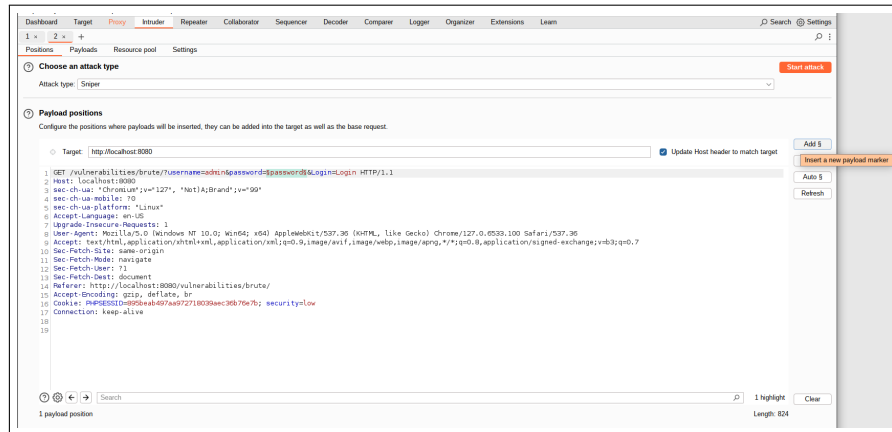 Dashboard Target Proxy Intruder Repeater Collaborator Sequencer Decoder Comparer Logger Organizer Extensions Learn Search Settings
1 × 2 × +
Positions Payloads Resource pool Settings
Choose an attack type Start attack
Attack type: Sniper
Payload positions
Configure the positions where payloads will be inserted, they can be added into the target as well as the base request.
Add §
Target: http://localhost:8080 Update Host header to match target
Insert a new payload marker
1 GET /vulnerabilities/brute/?username=admin&password=§password§&Login=Login HTTP/1.1
Auto §
2 Host: localhost:8080
3 sec-ch-ua: "Chromium";v="127", "Not)A;Brand";v="99"
Refresh
4 sec-ch-ua-mobile: ?0
5 sec-ch-ua-platform: "Linux"
6 Accept-Language: en-US
7 Upgrade-Insecure-Requests: 1
8 User-Agent: Mozilla/5.0 (Windows NT 10.0; Win64; x64) AppleWebKit/537.36 (KHTML, like Gecko) Chrome/127.0.6533.100 Safari/537.36
9 Accept: text/html,application/xhtml+xml,application/xml;q=0.9,image/avif,image/webp,image/apng,*/*;q=0.8,application/signed-exchange;v=b3;q=0.7
10 Sec-Fetch-Site: same-origin
11 Sec-Fetch-Mode: navigate
12 Sec-Fetch-User: ?1
13 Sec-Fetch-Dest: document
14 Referer: http://localhost:8080/vulnerabilities/brute/
15 Accept-Encoding: gzip, deflate, br
16 Cookie: PHPSESSID=895beab497aa972718039aec36b76e7b; security=low
17 Connection: keep-alive
18
19
Search 1 highlight Clear
1 payload position Length: 824